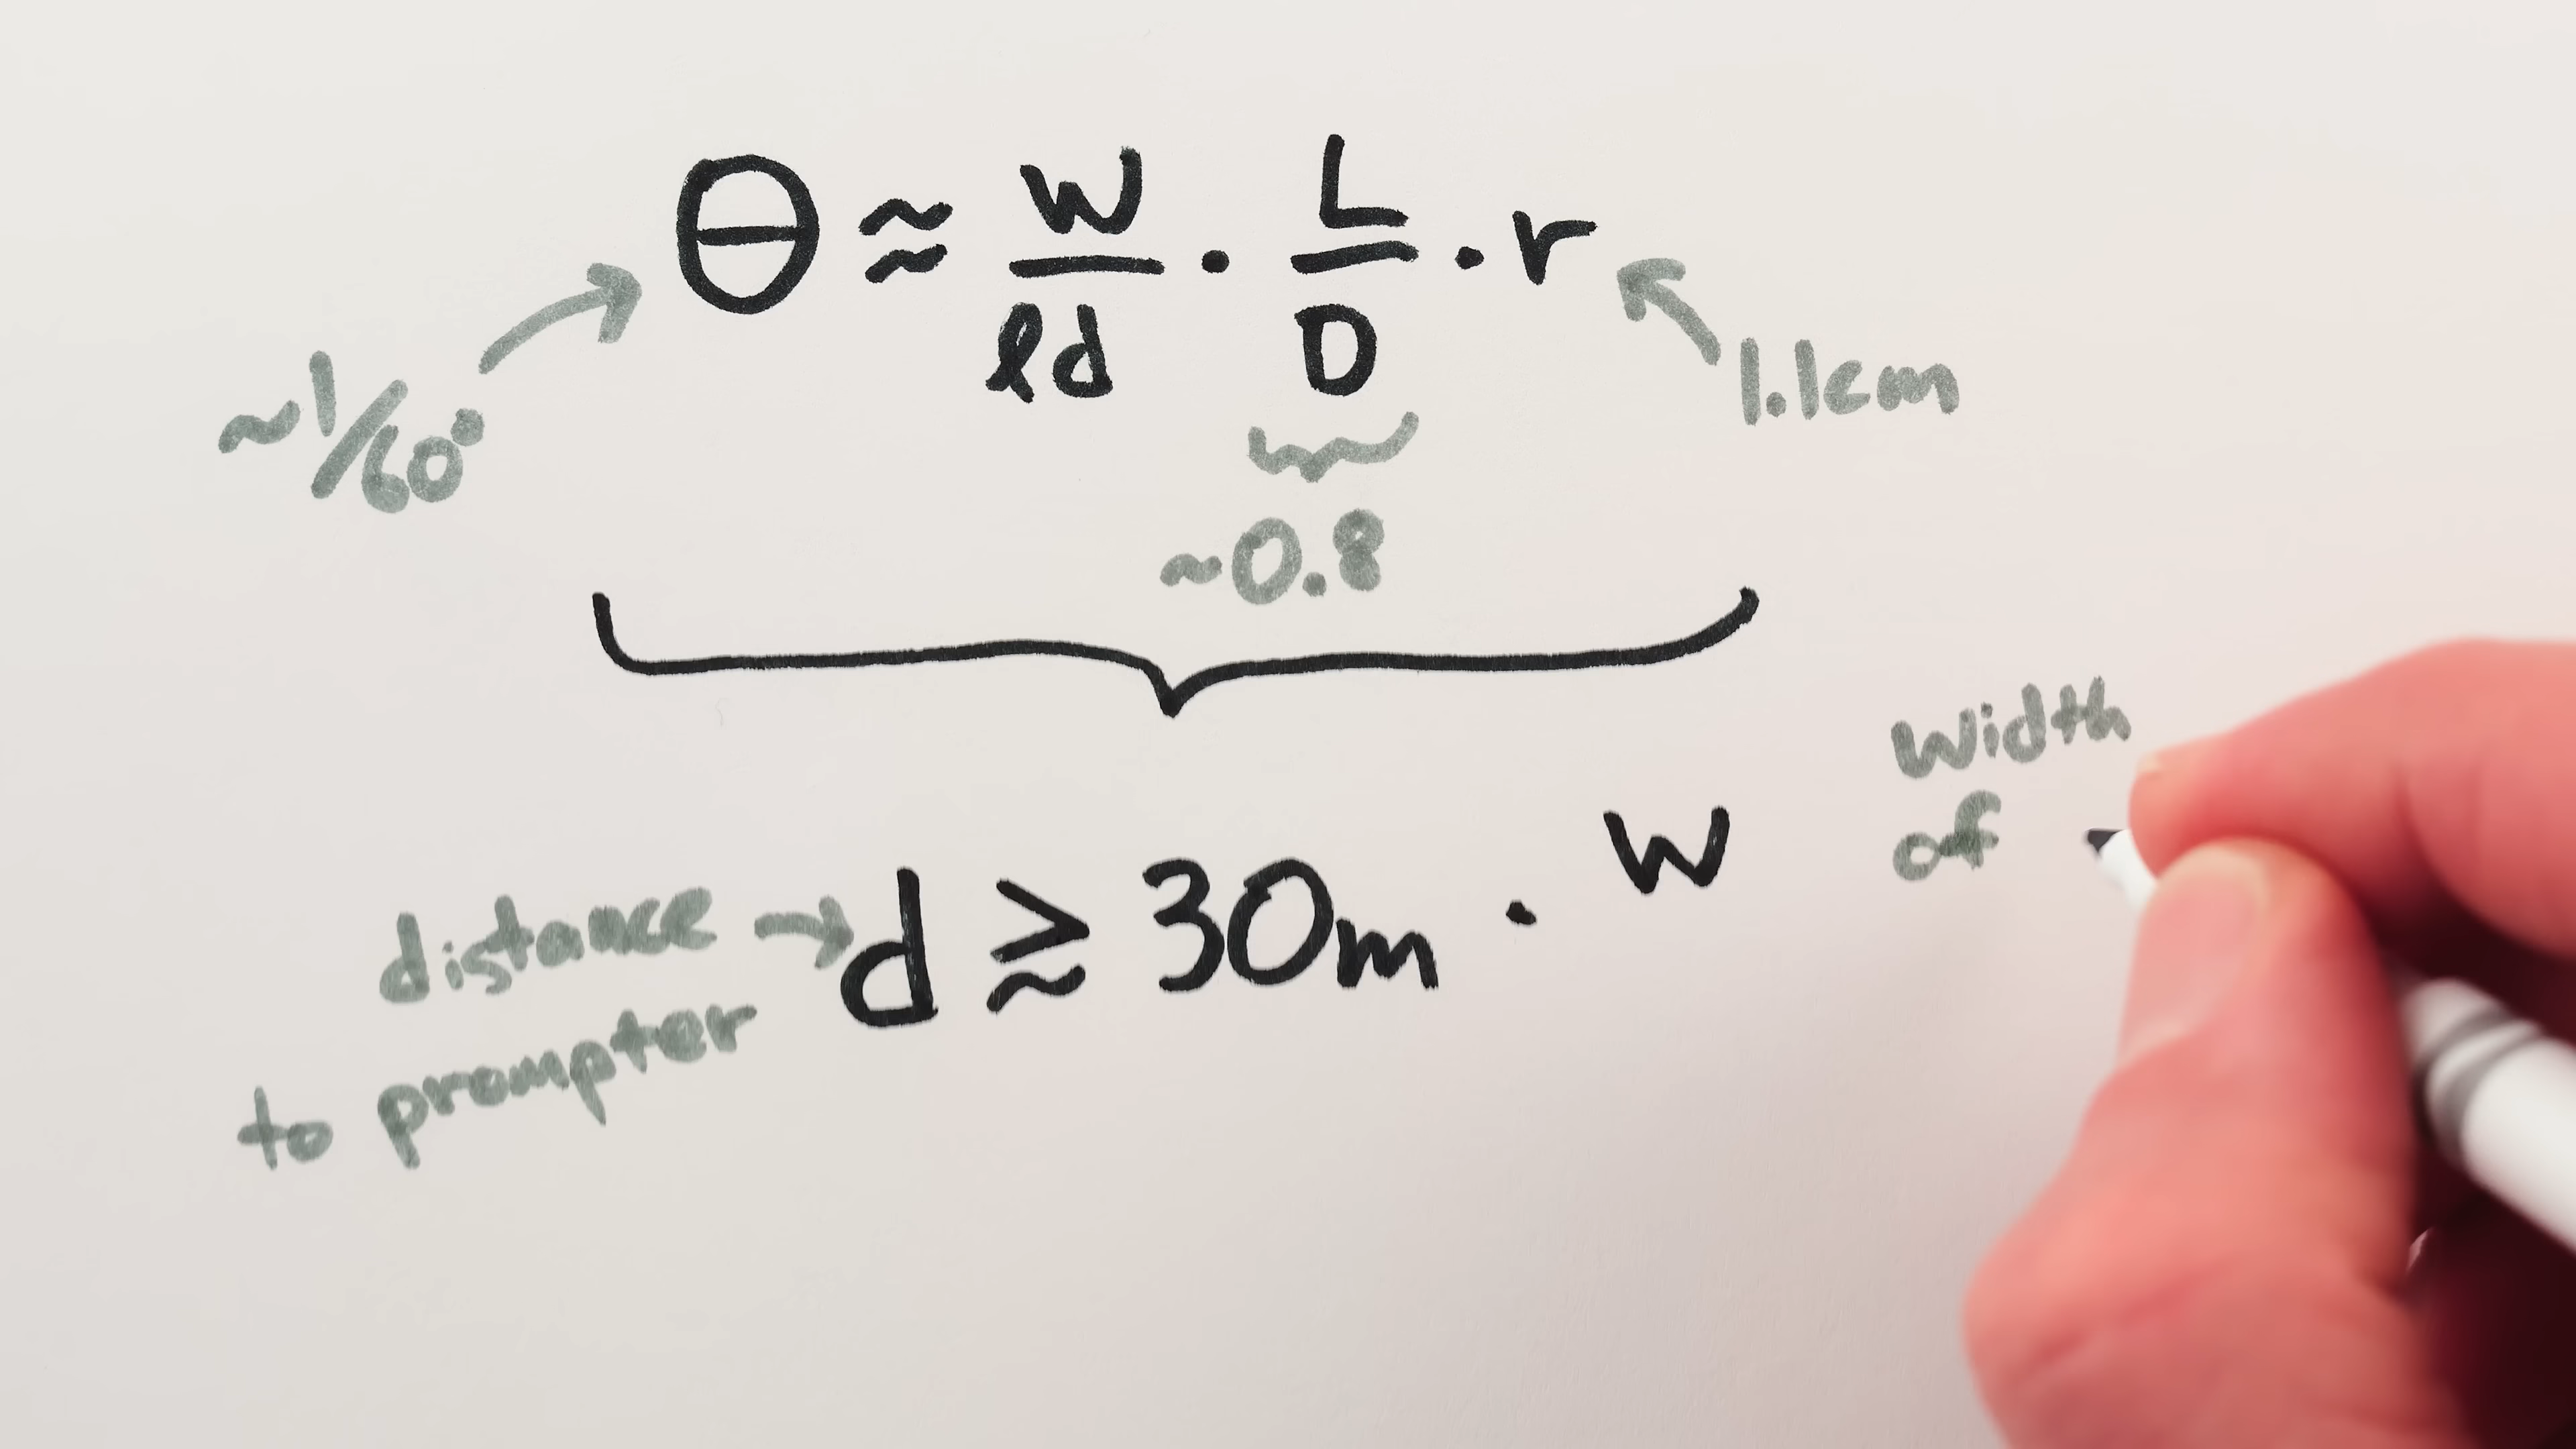 θ ≈ w/ℓd · L/D · r
~1/60°
1.1cm
~0.8
width
of
distance → d ≳ 30m · w
to prompter